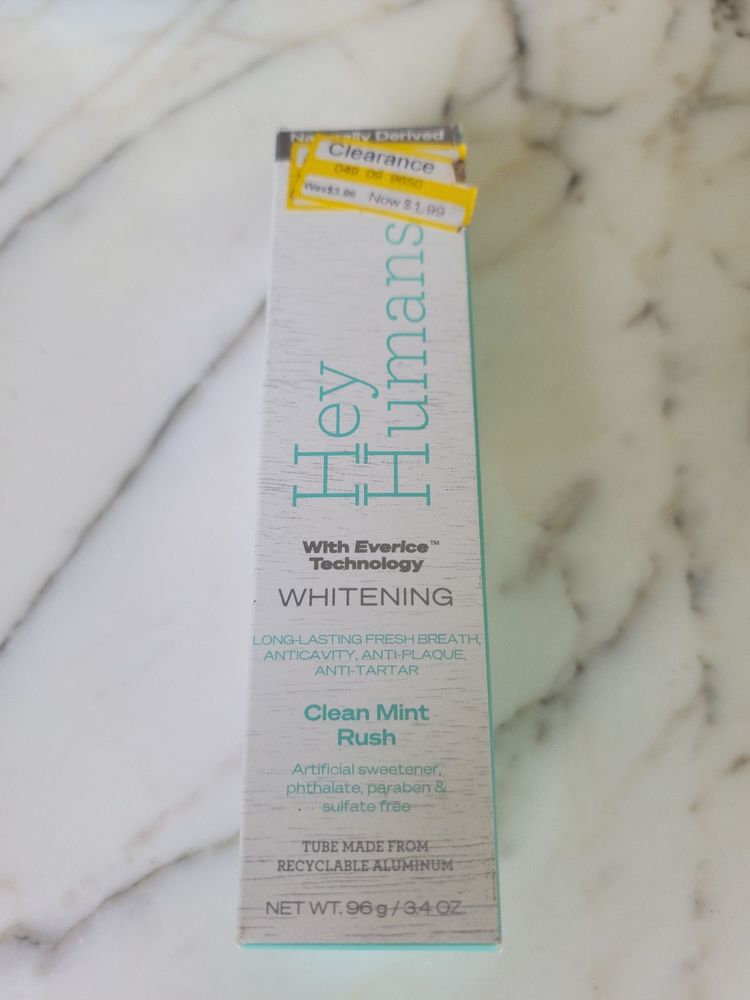 Naturally Derived
Clearance
049 09 9650
Was$3.99 Now $1.99
Hey
Humans
With Everice™
Technology
WHITENING
LONG-LASTING FRESH BREATH,
ANTICAVITY, ANTI-PLAQUE,
ANTI-TARTAR
Clean Mint
Rush
Artificial sweetener,
phthalate, paraben &
sulfate free
TUBE MADE FROM
RECYCLABLE ALUMINUM
NET WT. 96 g / 3.4 OZ.